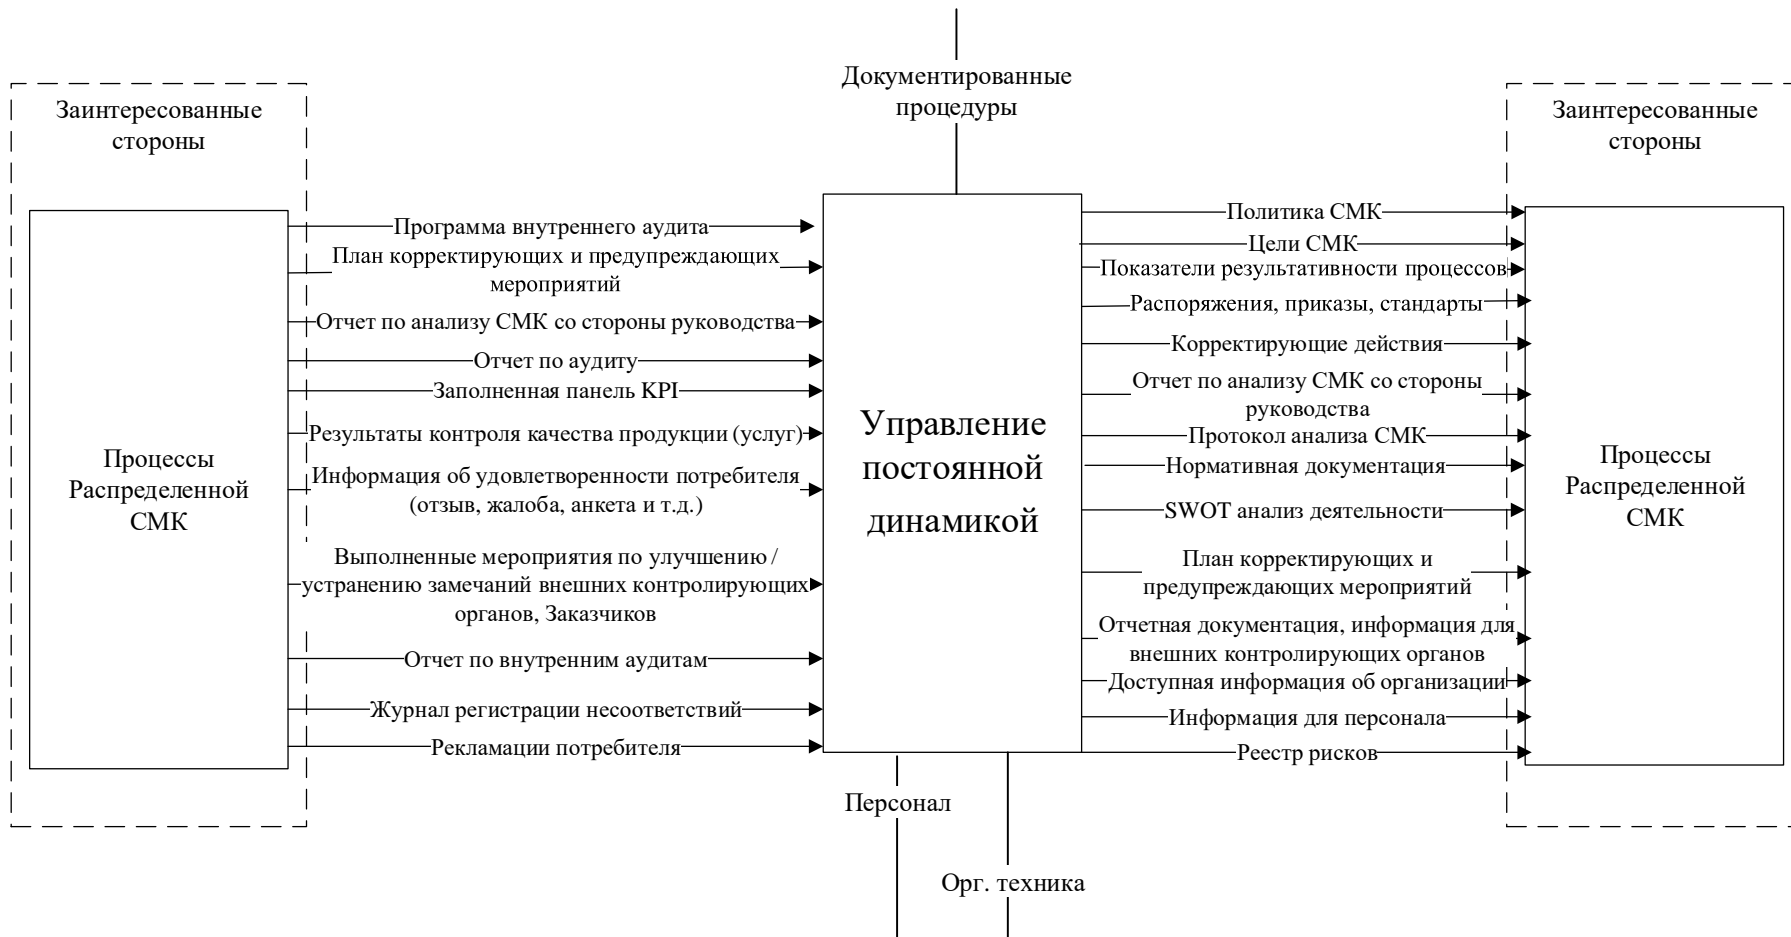 Документированные
процедуры
Заинтересованные
стороны
Процессы
Распределенной
СМК
Программа внутреннего аудита
План корректирующих и предупреждающих
мероприятий
Отчет по анализу СМК со стороны руководства
Отчет по аудиту
Заполненная панель KPI
Результаты контроля качества продукции (услуг)
Информация об удовлетворенности потребителя
(отзыв, жалоба, анкета и т.д.)
Выполненные мероприятия по улучшению /
устранению замечаний внешних контролирующих
органов, Заказчиков
Отчет по внутренним аудитам
Журнал регистрации несоответствий
Рекламации потребителя
Управление
постоянной
динамикой
Персонал
Орг. техника
Политика СМК
Цели СМК
Показатели результативности процессов
Распоряжения, приказы, стандарты
Корректирующие действия
Отчет по анализу СМК со стороны
руководства
Протокол анализа СМК
Нормативная документация
SWOT анализ деятельности
План корректирующих и
предупреждающих мероприятий
Отчетная документация, информация для
внешних контролирующих органов
Доступная информация об организации
Информация для персонала
Реестр рисков
Заинтересованные
стороны
Процессы
Распределенной
СМК